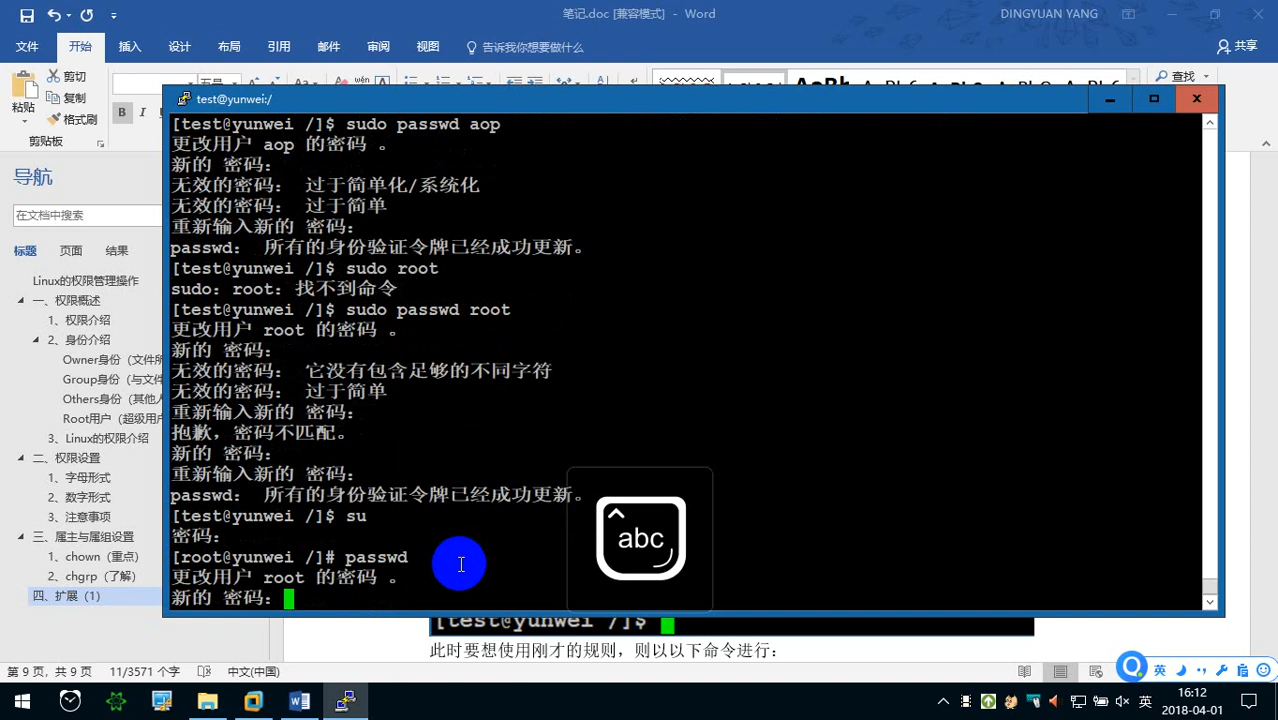 笔记.doc [兼容模式] - Word
DINGYUAN YANG
文件 开始 插入 设计 布局 引用 邮件 审阅 视图 告诉我你想要做什么 共享
剪切
复制
粘贴 格式刷
B I
查找
剪贴板
导航
在文档中搜索
标题 页面 结果
Linux的权限管理操作
一、权限概述
1、权限介绍
2、身份介绍
Owner身份（文件所
Group身份（与文件
Others身份（其他人
Root用户（超级用户
3、Linux的权限介绍
二、权限设置
1、字母形式
2、数字形式
3、注意事项
三、属主与属组设置
1、chown（重点）
2、chgrp（了解）
四、扩展（1）
test@yunwei:/
[test@yunwei /]$ sudo passwd aop
更改用户 aop 的密码 。
新的 密码：
无效的密码： 过于简单化/系统化
无效的密码： 过于简单
重新输入新的 密码：
passwd： 所有的身份验证令牌已经成功更新。
[test@yunwei /]$ sudo root
sudo：root：找不到命令
[test@yunwei /]$ sudo passwd root
更改用户 root 的密码 。
新的 密码：
无效的密码： 它没有包含足够的不同字符
无效的密码： 过于简单
重新输入新的 密码：
抱歉，密码不匹配。
新的 密码：
重新输入新的 密码：
passwd： 所有的身份验证令牌已经成功更新。
[test@yunwei /]$ su
密码：
[root@yunwei /]# passwd
更改用户 root 的密码 。
新的 密码：
abc
[test@yunwei /]$
此时要想使用刚才的规则，则以以下命令进行：
第 9 页，共 9 页 11/3571 个字 中文(中国)
英
英
16:12
2018-04-01